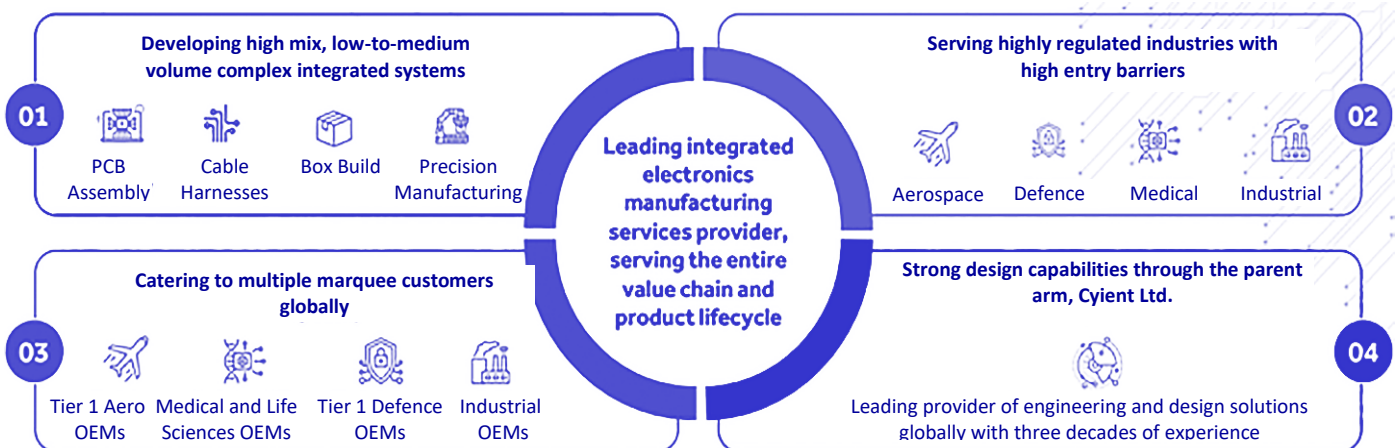 Developing high mix, low-to-medium
volume complex integrated systems
01
PCB
Assembly
Cable
Harnesses
Box Build
Precision
Manufacturing
Serving highly regulated industries with
high entry barriers
02
Aerospace
Defence
Medical
Industrial
Leading integrated
electronics
manufacturing
services provider,
serving the entire
value chain and
product lifecycle
Catering to multiple marquee customers
globally
03
Tier 1 Aero
OEMs
Medical and Life
Sciences OEMs
Tier 1 Defence
OEMs
Industrial
OEMs
Strong design capabilities through the parent
arm, Cyient Ltd.
04
Leading provider of engineering and design solutions
globally with three decades of experience